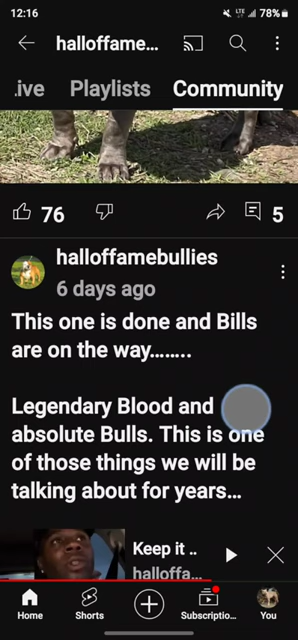 12:16
LTE
78%
halloffame...
.ive
Playlists
Community
76
5
halloffamebullies
6 days ago
This one is done and Bills
are on the way........
Legendary Blood and
absolute Bulls. This is one
of those things we will be
talking about for years...
Keep it ..
halloffa...
Home
Shorts
Subscriptio...
You